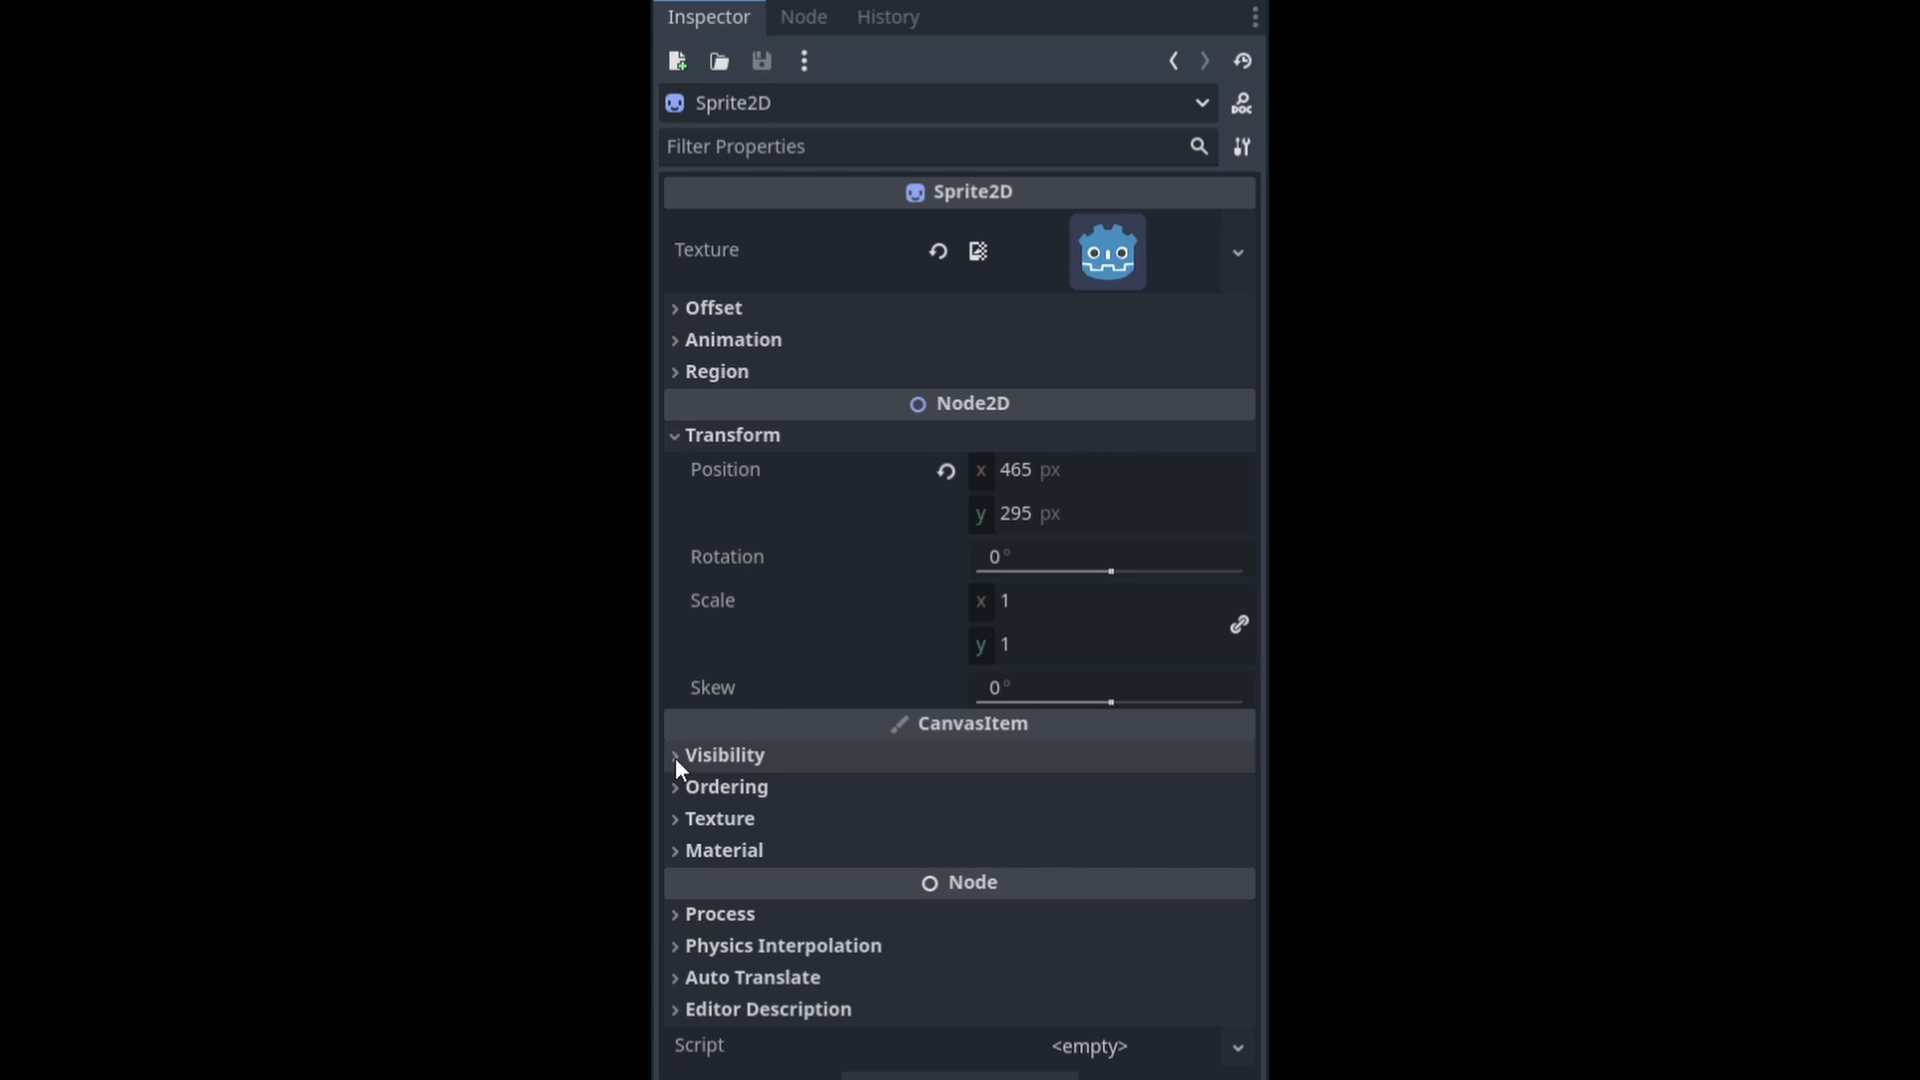 Inspector Node History
Sprite2D
DOC
Filter Properties
Sprite2D
Texture
Offset
Animation
Region
Node2D
Transform
Position x 465 px
y 295 px
Rotation 0°
Scale x 1
y 1
Skew 0°
CanvasItem
Visibility
Ordering
Texture
Material
Node
Process
Physics Interpolation
Auto Translate
Editor Description
Script <empty>